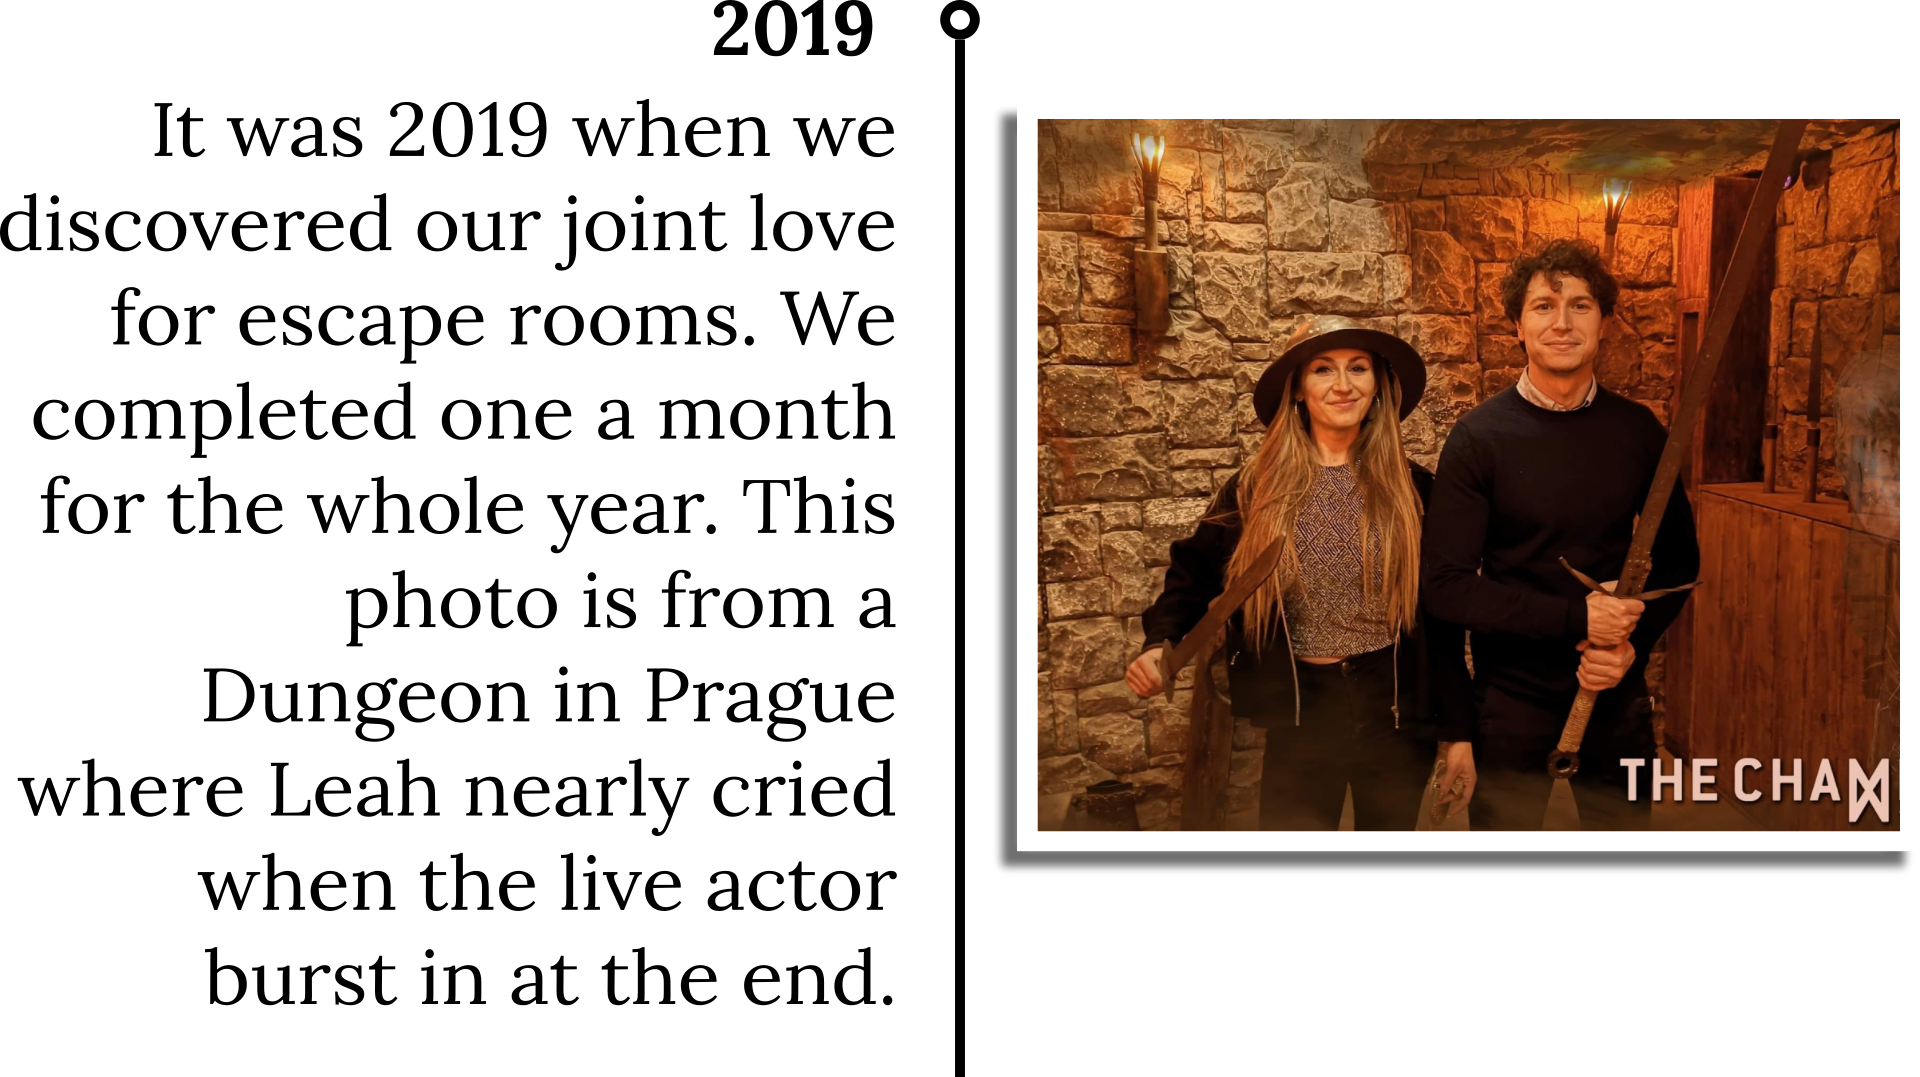 2019
It was 2019 when we
discovered our joint love
for escape rooms. We
completed one a month
for the whole year. This
photo is from a
Dungeon in Prague
where Leah nearly cried
when the live actor
burst in at the end.
THE CHAM